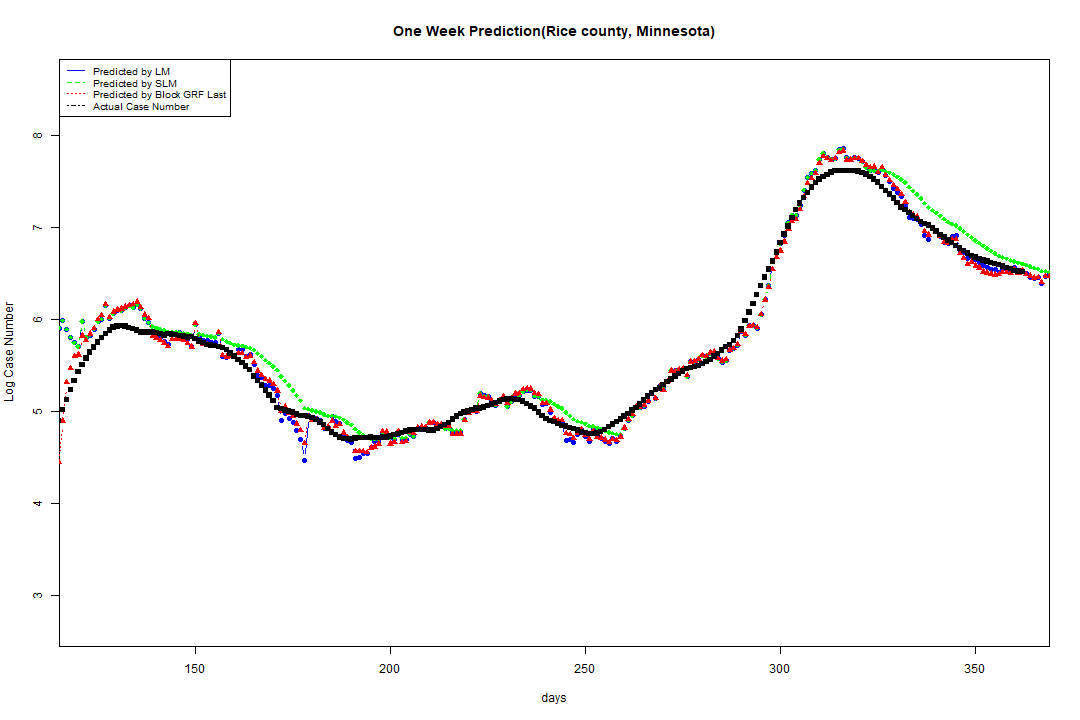 One Week Prediction(Rice county, Minnesota)
Predicted by LM
Predicted by SLM
Predicted by Block GRF Last
Actual Case Number
8
7
6
5
4
3
Log Case Number
150 200 250 300 350
days